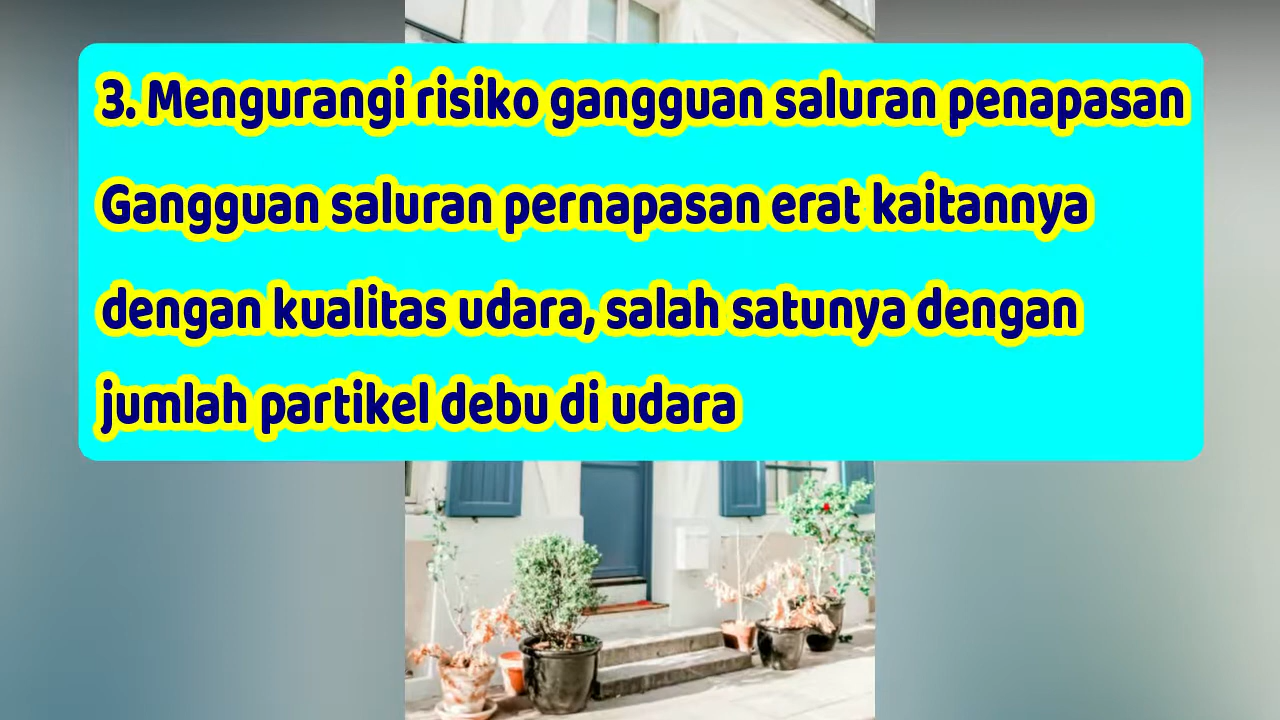 3. Mengurangi risiko gangguan saluran penapasan
Gangguan saluran pernapasan erat kaitannya
dengan kualitas udara, salah satunya dengan
jumlah partikel debu di udara